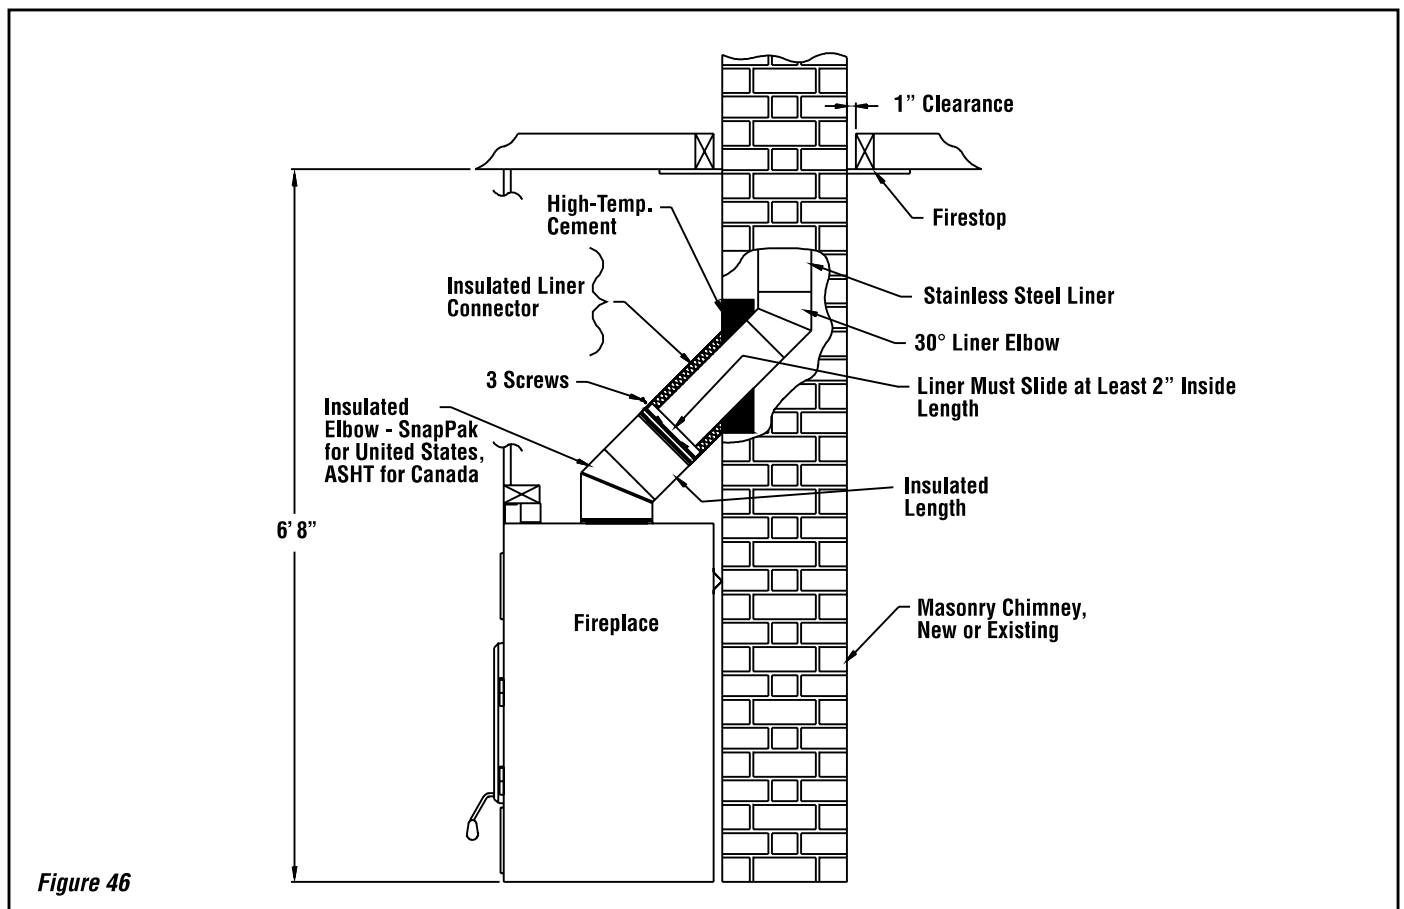 1” Clearance
High-Temp.
Cement
Firestop
Insulated Liner
Connector
Stainless Steel Liner
30° Liner Elbow
3 Screws
Liner Must Slide at Least 2” Inside
Length
Insulated
Elbow - SnapPak
for United States,
ASHT for Canada
Insulated
Length
6’ 8”
Fireplace
Masonry Chimney,
New or Existing
Figure 46